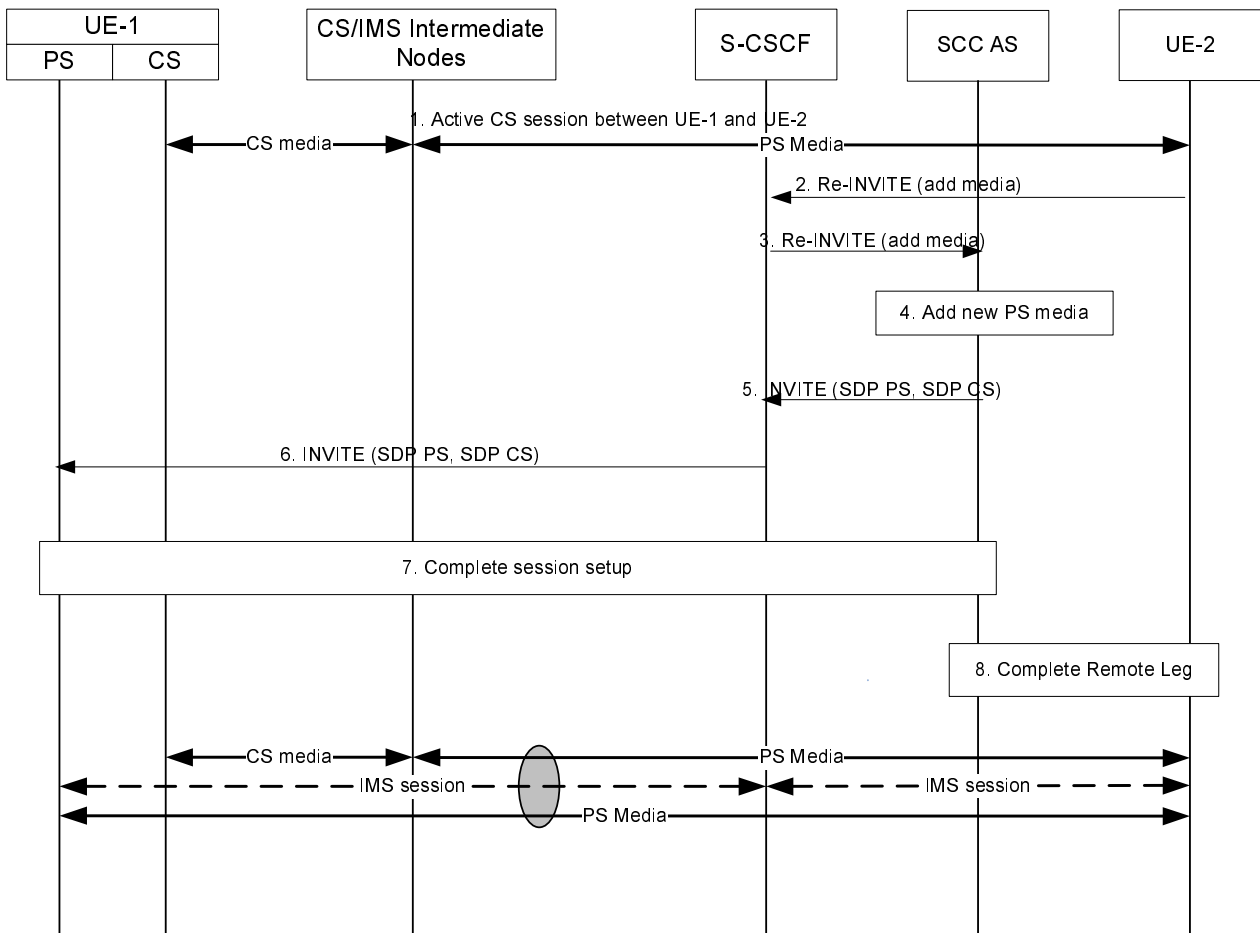 UE-1
PS
CS
CS/IMS Intermediate
Nodes
S-CSCF
SCC AS
UE-2
1. Active CS session between UE-1 and UE-2
CS media
PS Media
2. Re-INVITE (add media)
3. Re-INVITE (add media)
4. Add new PS media
5. INVITE (SDP PS, SDP CS)
6. INVITE (SDP PS, SDP CS)
7. Complete session setup
8. Complete Remote Leg
CS media
PS Media
IMS session
IMS session
PS Media